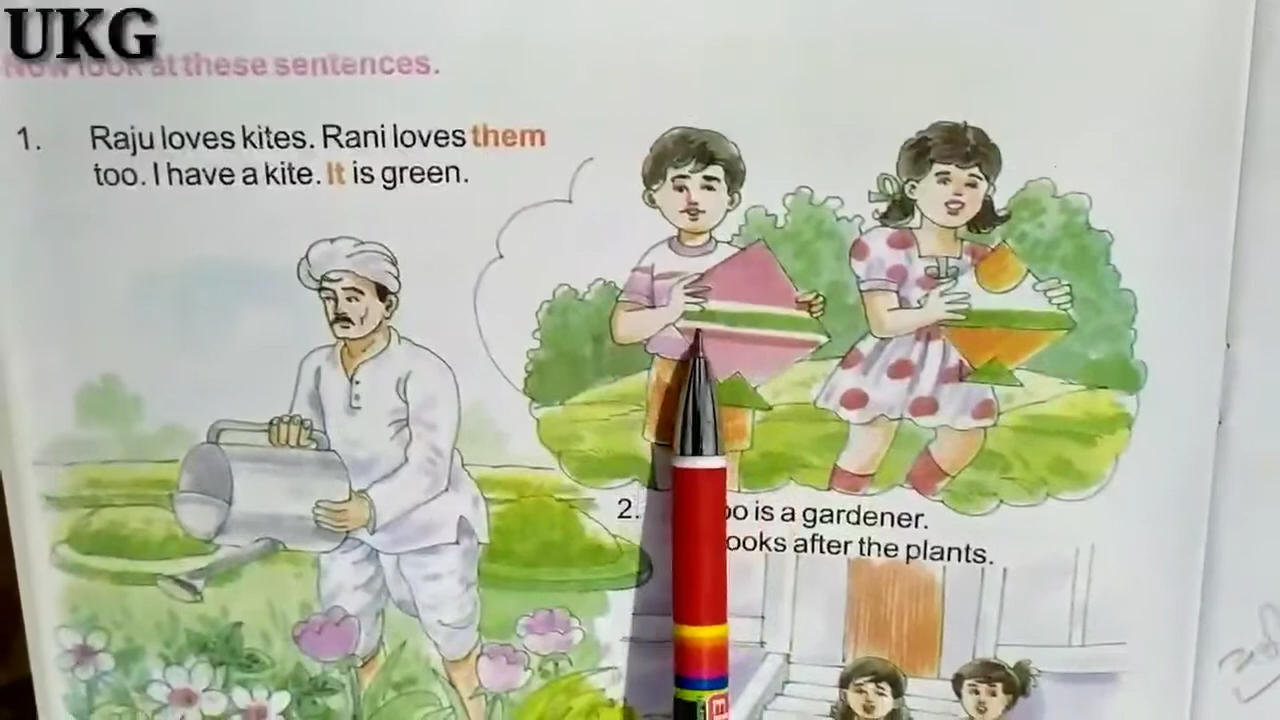 UKG
Now look at these sentences.
1. Raju loves kites. Rani loves them
too. I have a kite. It is green.
2. is a gardener.
after the plants.